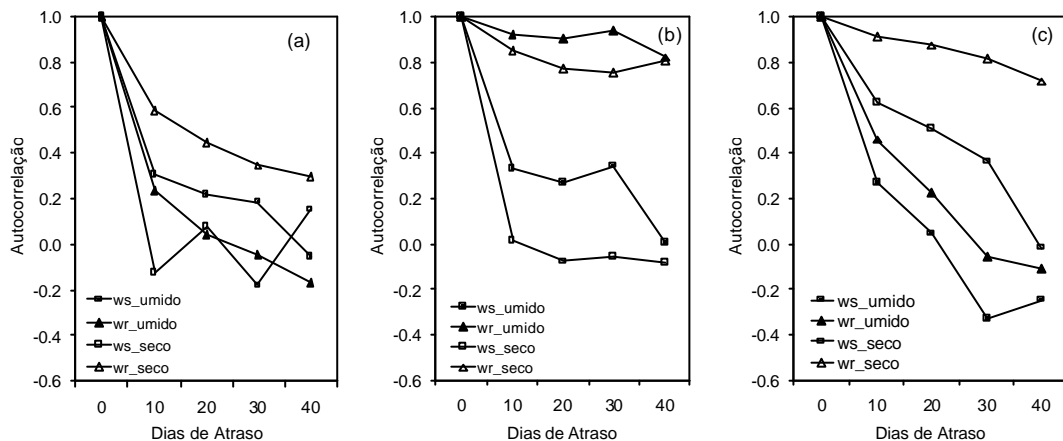 (a)
1.0
0.8
0.6
0.4
0.2
0.0
-0.2
-0.4
-0.6
Autocorrelação
ws_umido
wr_umido
ws_seco
wr_seco
0 10 20 30 40
Dias de Atraso
(b)
1.0
0.8
0.6
0.4
0.2
0.0
-0.2
-0.4
-0.6
Autocorrelação
ws_umido
wr_umido
ws_seco
wr_seco
0 10 20 30 40
Dias de Atraso
(c)
1.0
0.8
0.6
0.4
0.2
0.0
-0.2
-0.4
-0.6
Autocorrelação
ws_umido
wr_umido
ws_seco
wr_seco
0 10 20 30 40
Dias de Atraso